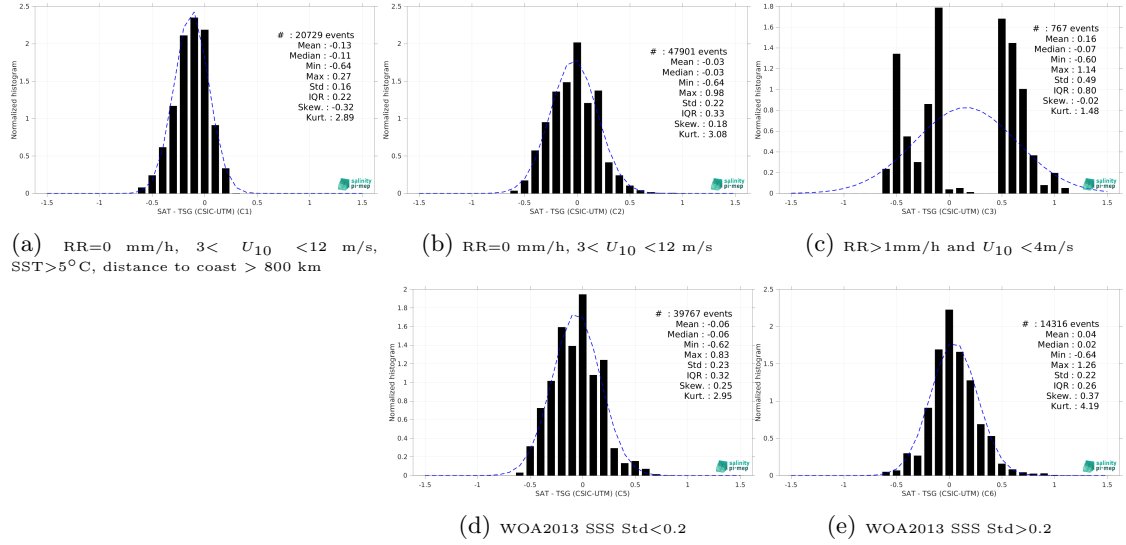 # : 20729 events
Mean : -0.13
Median : -0.11
Min : -0.64
Max : 0.27
Std : 0.16
IQR : 0.22
Skew. : -0.32
Kurt. : 2.89
Normalized histogram
2.5
2
1.5
1
0.5
0
-1.5 -1 -0.5 0 0.5 1 1.5
SAT - TSG (CSIC-UTM) (C1)
salinity
pi-mep
(a) RR=0 mm/h, 3< U10 <12 m/s,
SST>5°C, distance to coast > 800 km
# : 47901 events
Mean : -0.03
Median : -0.03
Min : -0.64
Max : 0.98
Std : 0.22
IQR : 0.33
Skew. : 0.18
Kurt. : 3.08
Normalized histogram
2.5
2
1.5
1
0.5
0
-1.5 -1 -0.5 0 0.5 1 1.5
SAT - TSG (CSIC-UTM) (C2)
salinity
pi-mep
(b) RR=0 mm/h, 3< U10 <12 m/s
# : 767 events
Mean : 0.16
Median : -0.07
Min : -0.60
Max : 1.14
Std : 0.49
IQR : 0.80
Skew. : -0.02
Kurt. : 1.48
Normalized histogram
1.8
1.6
1.4
1.2
1
0.8
0.6
0.4
0.2
0
-1.5 -1 -0.5 0 0.5 1 1.5
SAT - TSG (CSIC-UTM) (C3)
salinity
pi-mep
(c) RR>1mm/h and U10 <4m/s
# : 39767 events
Mean : -0.06
Median : -0.06
Min : -0.62
Max : 0.83
Std : 0.23
IQR : 0.32
Skew. : 0.25
Kurt. : 2.95
Normalized histogram
2
1.8
1.6
1.4
1.2
1
0.8
0.6
0.4
0.2
0
-1.5 -1 -0.5 0 0.5 1 1.5
SAT - TSG (CSIC-UTM) (C5)
salinity
pi-mep
(d) WOA2013 SSS Std<0.2
# : 14316 events
Mean : 0.04
Median : 0.02
Min : -0.64
Max : 1.26
Std : 0.22
IQR : 0.26
Skew. : 0.37
Kurt. : 4.19
Normalized histogram
2.5
2
1.5
1
0.5
0
-1.5 -1 -0.5 0 0.5 1 1.5
SAT - TSG (CSIC-UTM) (C6)
salinity
pi-mep
(e) WOA2013 SSS Std>0.2